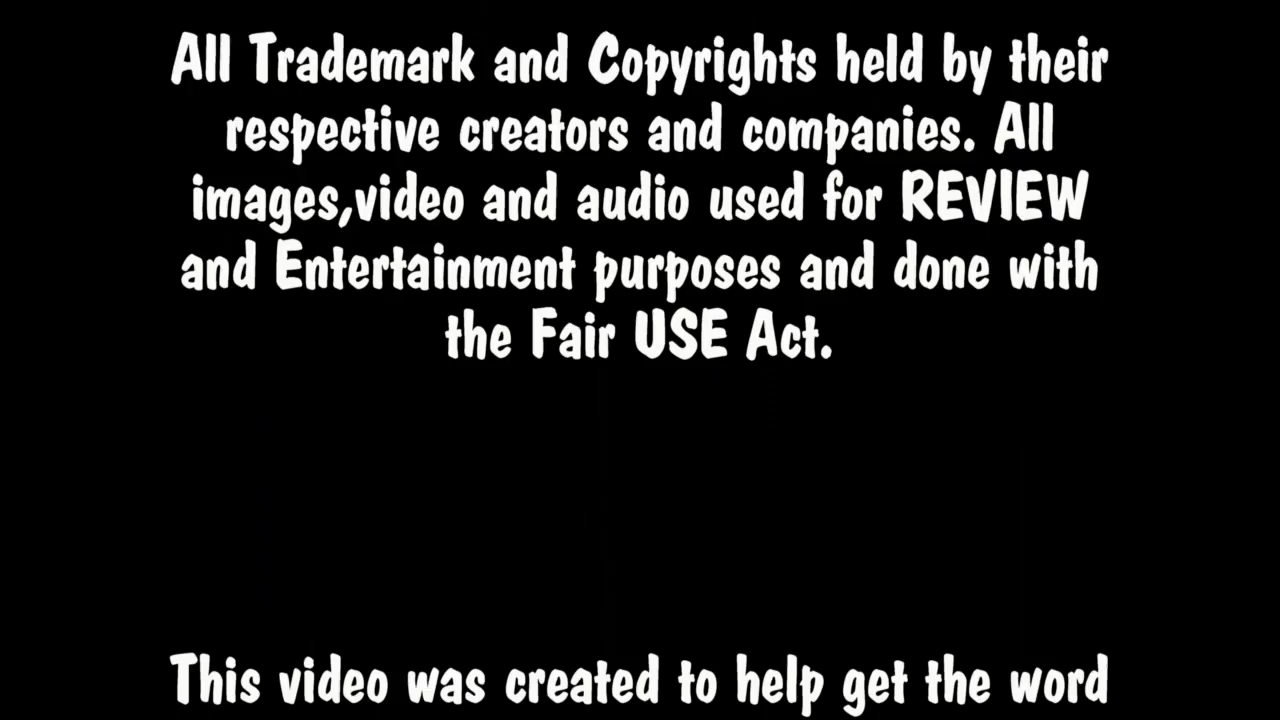 All Trademark and Copyrights held by their
respective creators and companies. All
images,video and audio used for REVIEW
and Entertainment purposes and done with
the Fair USE Act.
This video was created to help get the word